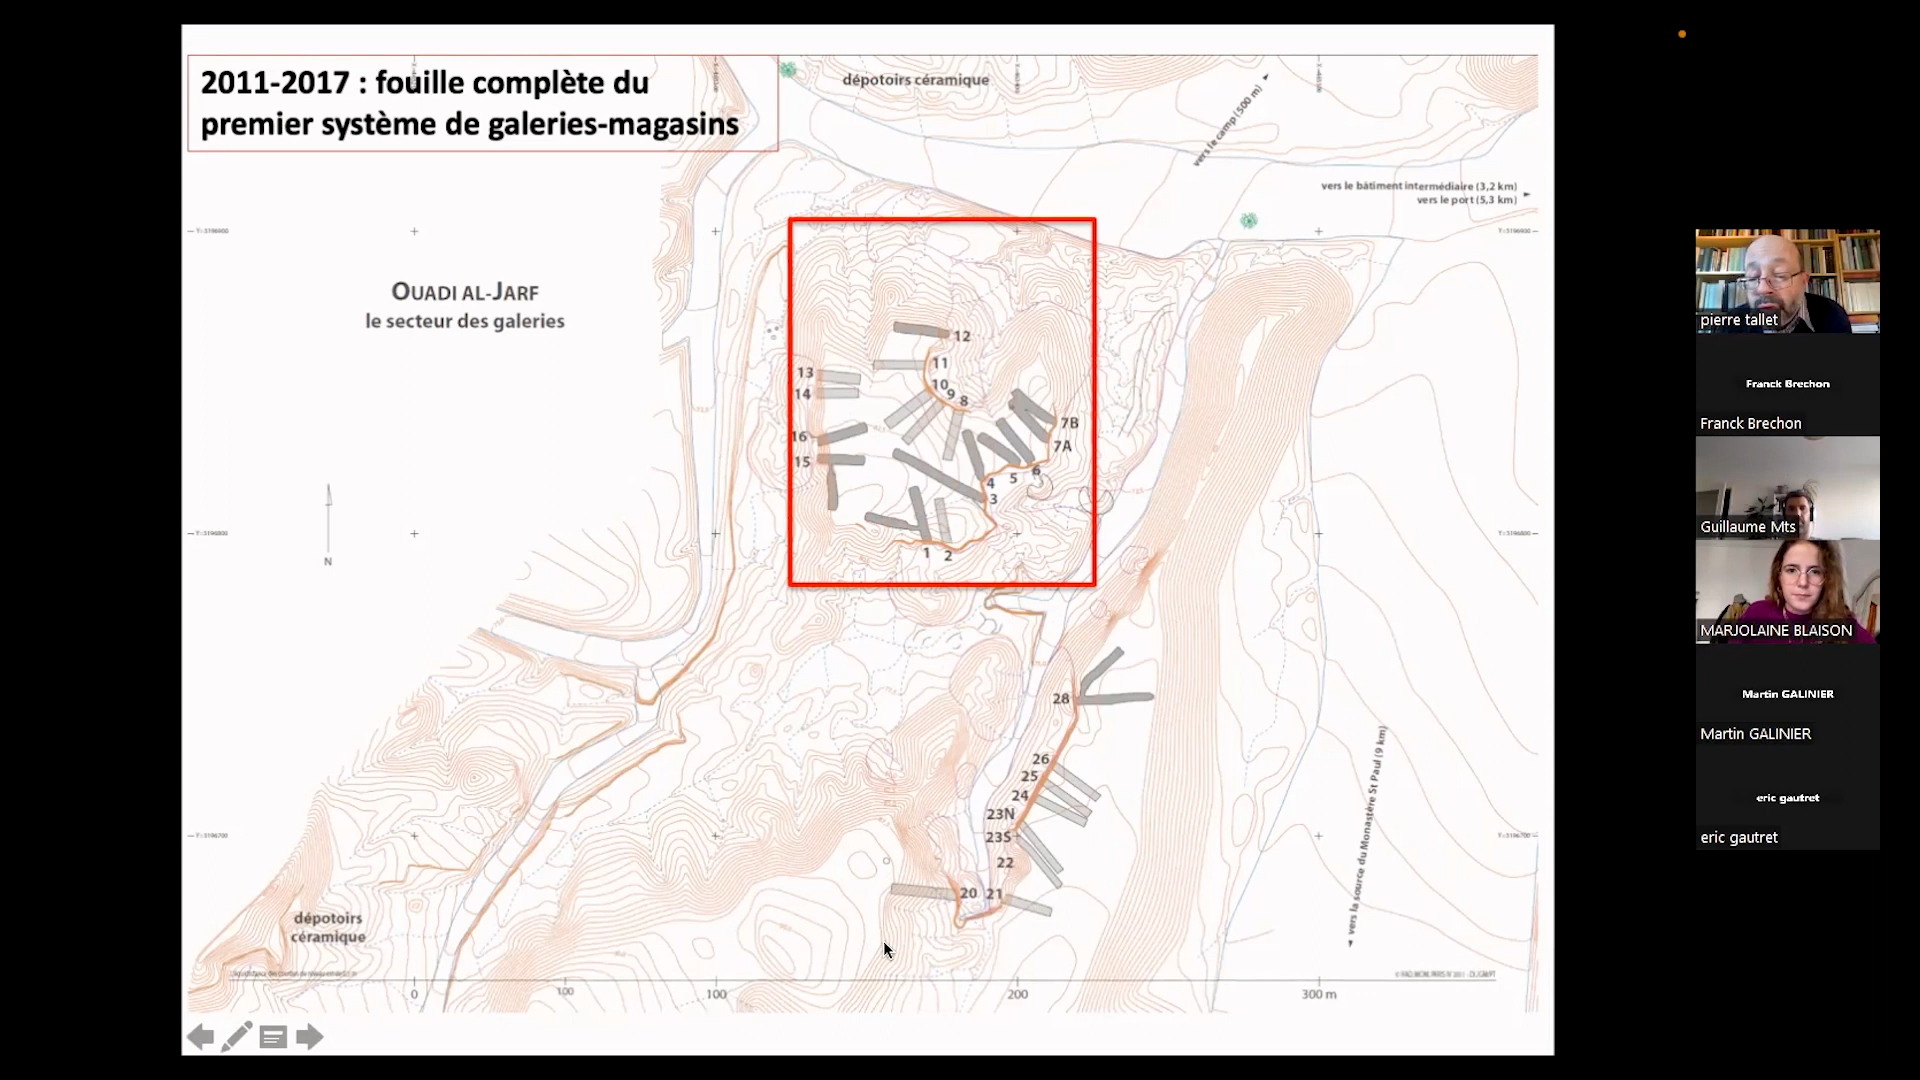 2011-2017 : fouille complète du
premier système de galeries-magasins
dépotoirs céramique
vers le camp (500 m)
vers le bâtiment intermédiaire (3,2 km)
vers le port (5,3 km)
OUADI AL-JARF
le secteur des galeries
N
12
11
10
9
8
13
14
16
15
7B
7A
6
5
4
3
1
2
28
26
25
24
23N
23S
22
20
21
vers la source du Monastère St Paul (9 km)
dépotoirs
céramique
0
100
100
200
300 m
pierre tallet
Franck Brechon
Franck Brechon
Guillaume Mts
MARJOLAINE BLAISON
Martin GALINIER
Martin GALINIER
eric gautret
eric gautret